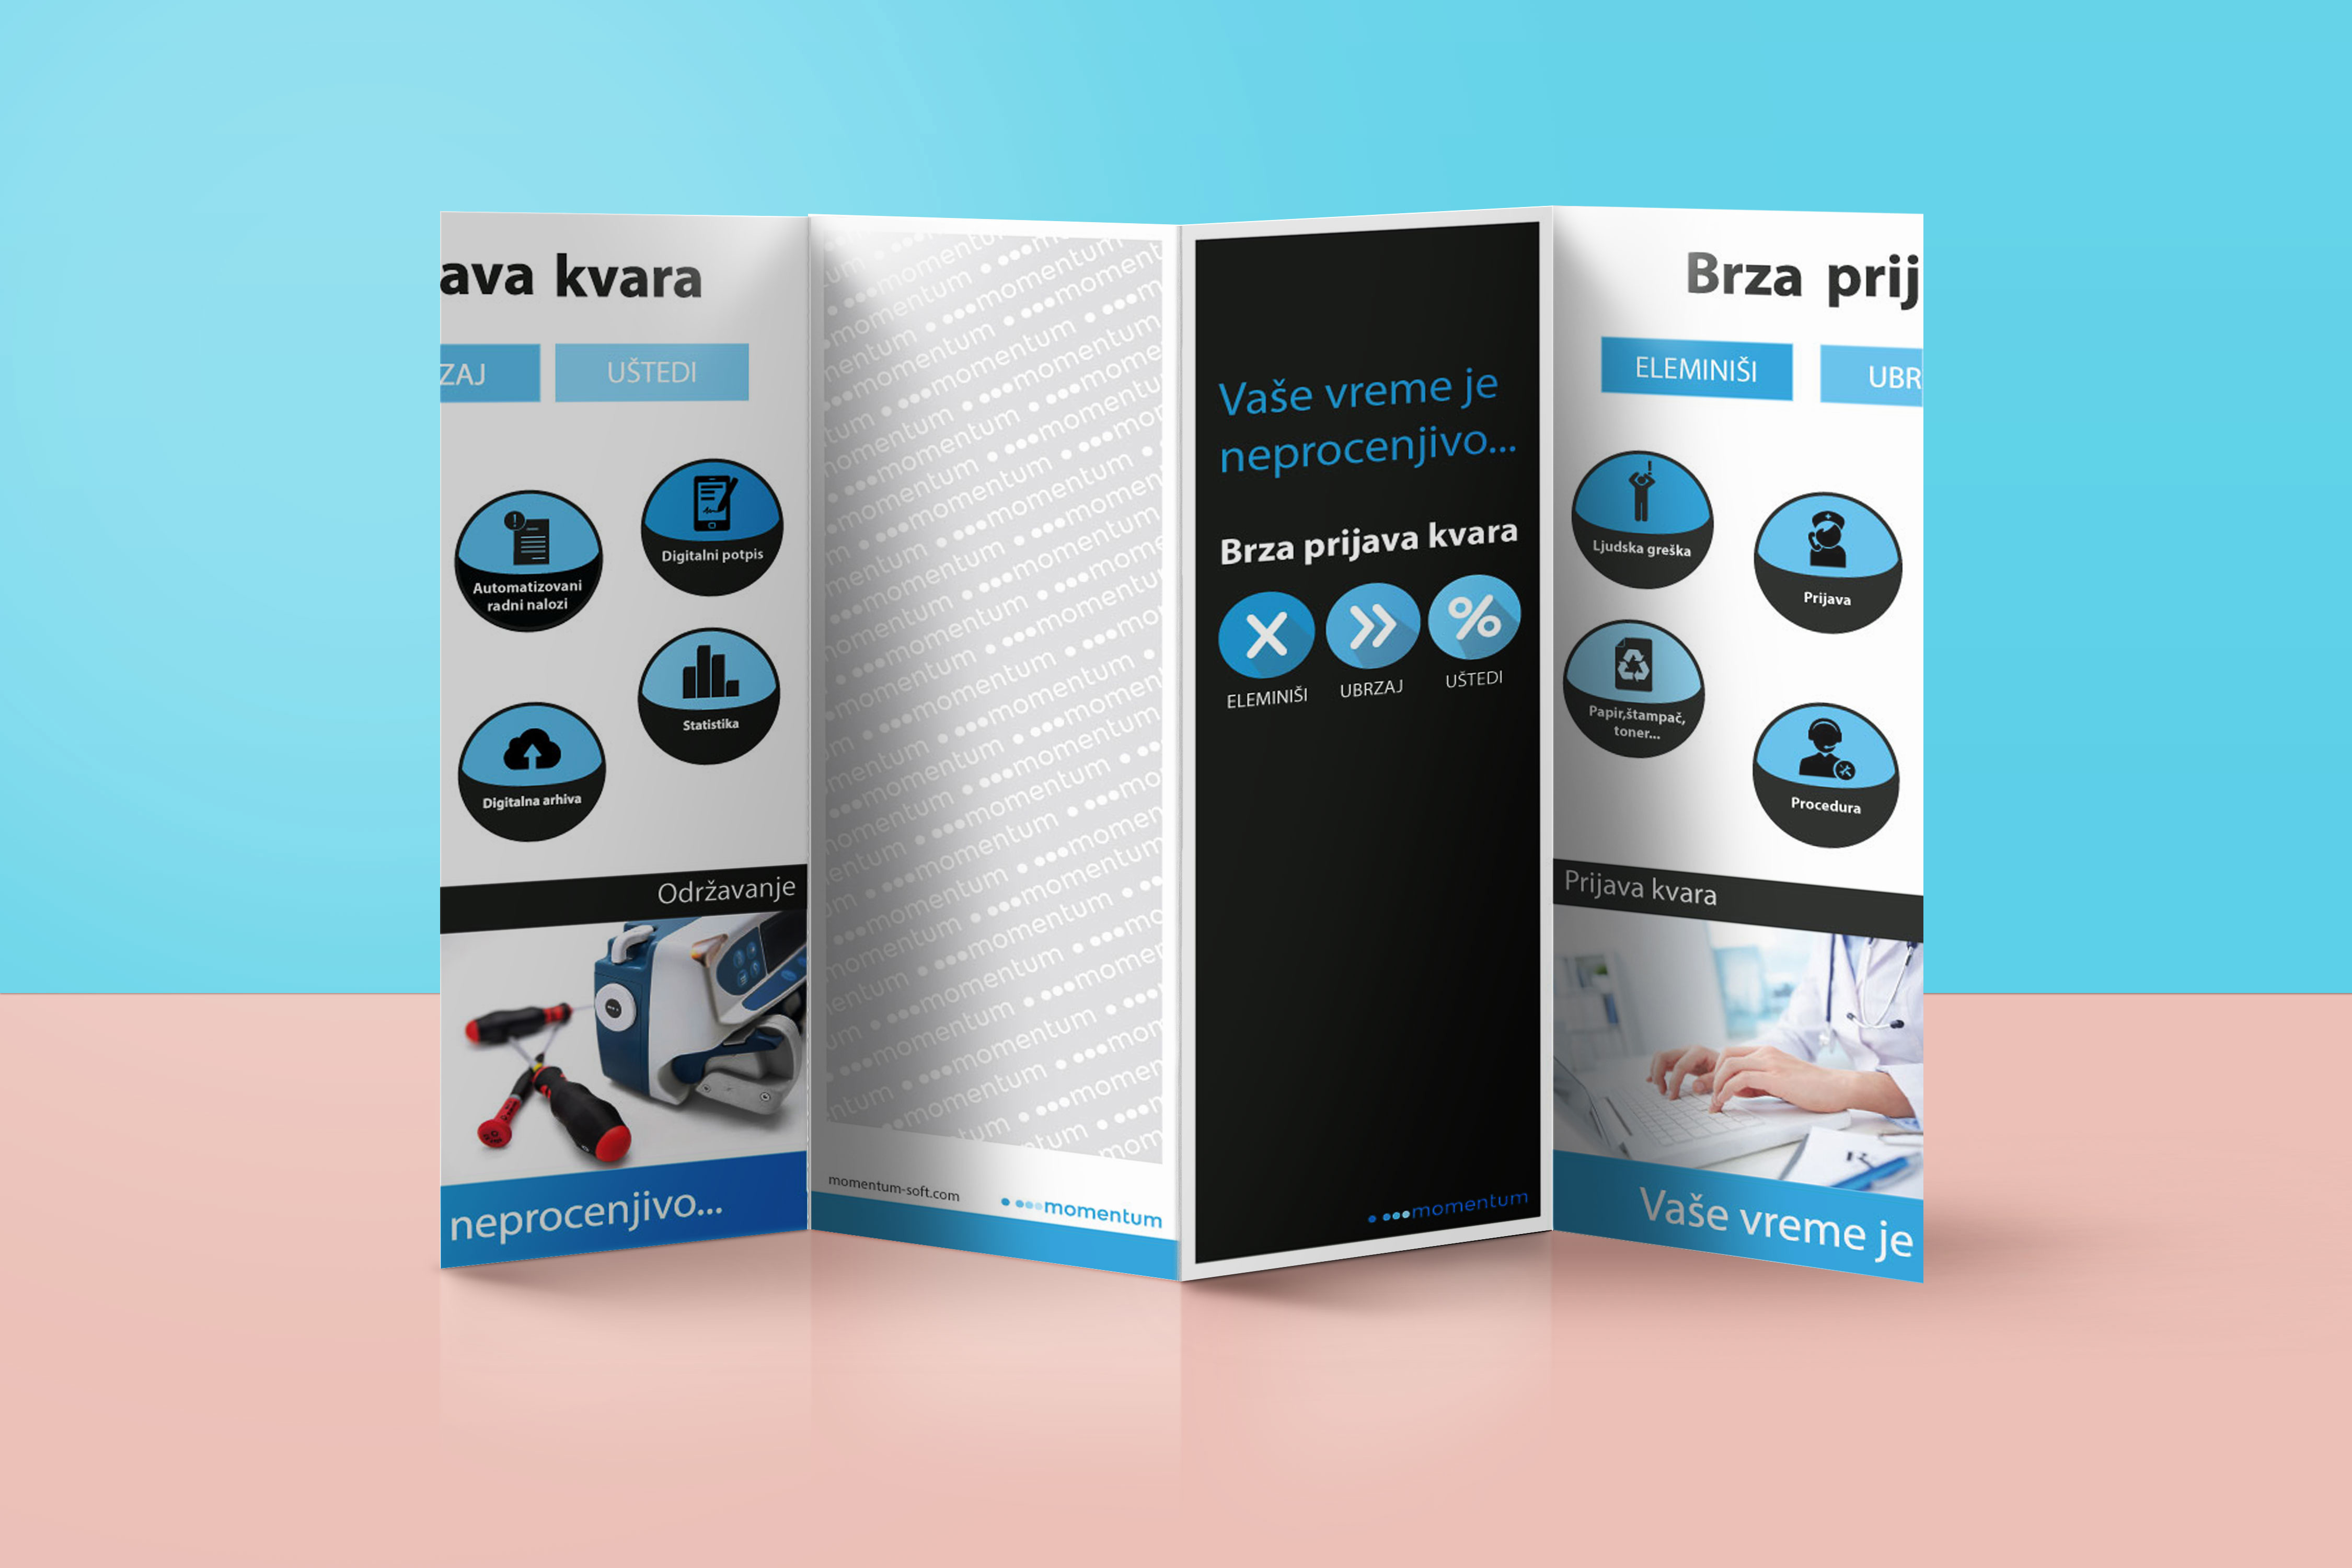 ava kvara
ZAJ
UŠTEDI
Automatizovani
radni nalozi
Digitalni potpis
Digitalna arhiva
Statistika
Održavanje
neprocenjivo...
momentum-soft.com
momentum
Vaše vreme je
neprocenjivo...
Brza prijava kvara
ELEMINIŠI
UBRZAJ
UŠTEDI
momentum
Brza prij
ELEMINIŠI
UBR
Ljudska greška
Prijava
Papir,štampač,
toner...
Procedura
Prijava kvara
Vaše vreme je